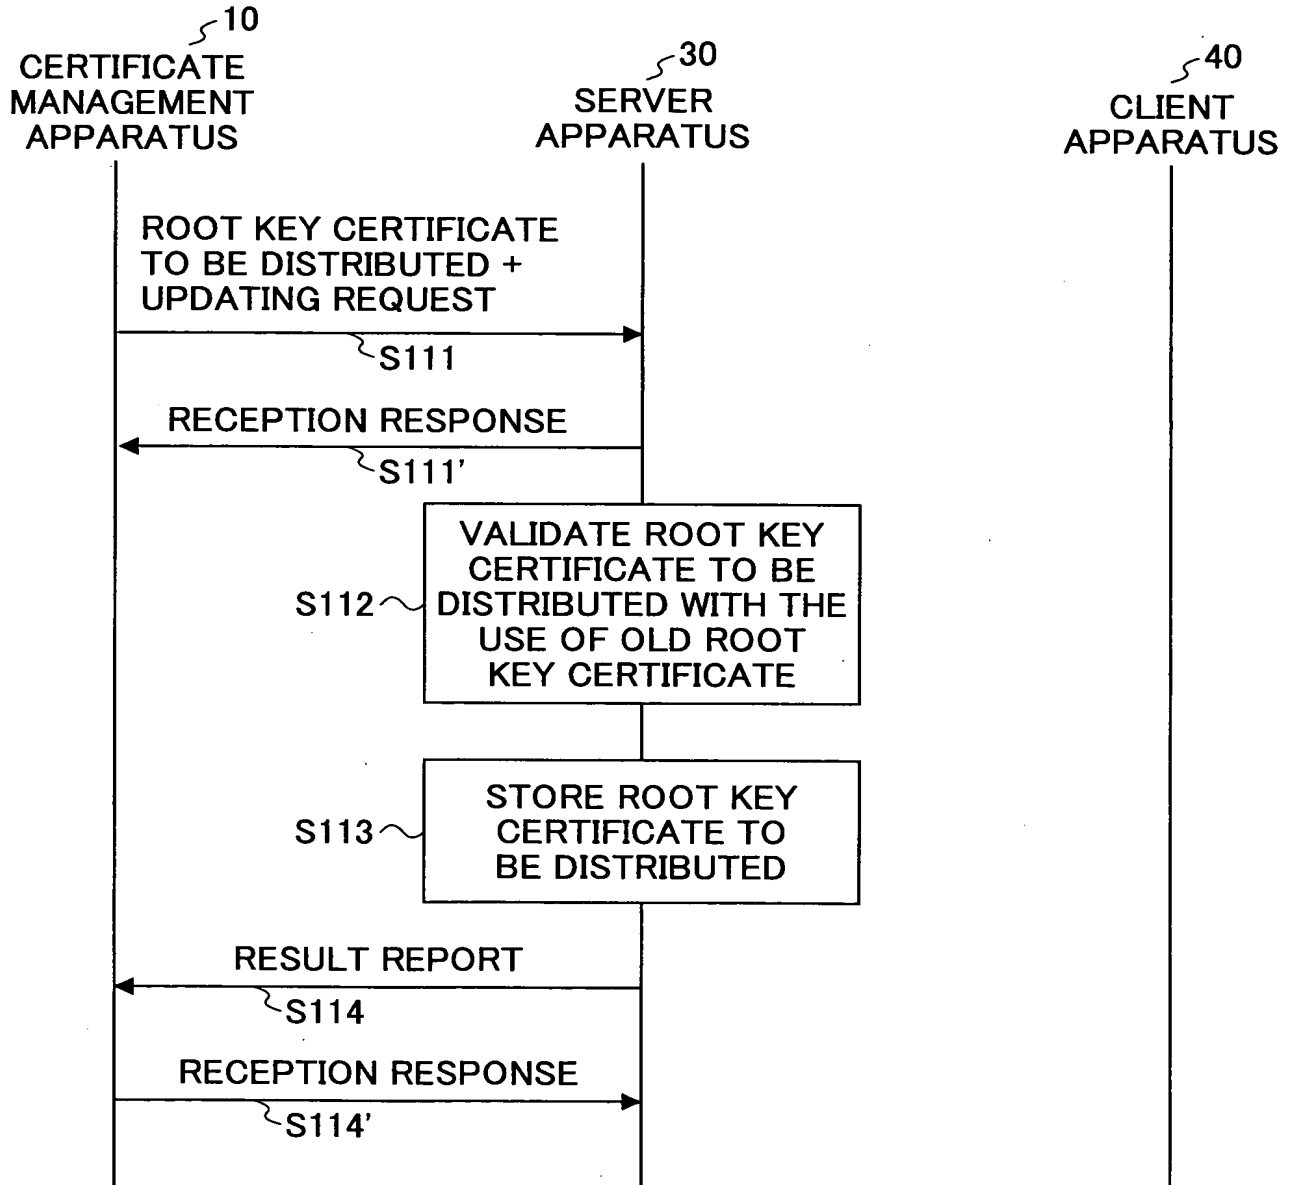 10
CERTIFICATE
MANAGEMENT
APPARATUS
30
SERVER
APPARATUS
40
CLIENT
APPARATUS
ROOT KEY CERTIFICATE
TO BE DISTRIBUTED +
UPDATING REQUEST
S111
RECEPTION RESPONSE
S111'
VALIDATE ROOT KEY
CERTIFICATE TO BE
DISTRIBUTED WITH THE
USE OF OLD ROOT
KEY CERTIFICATE
S112
STORE ROOT KEY
CERTIFICATE TO
BE DISTRIBUTED
S113
RESULT REPORT
S114
RECEPTION RESPONSE
S114'